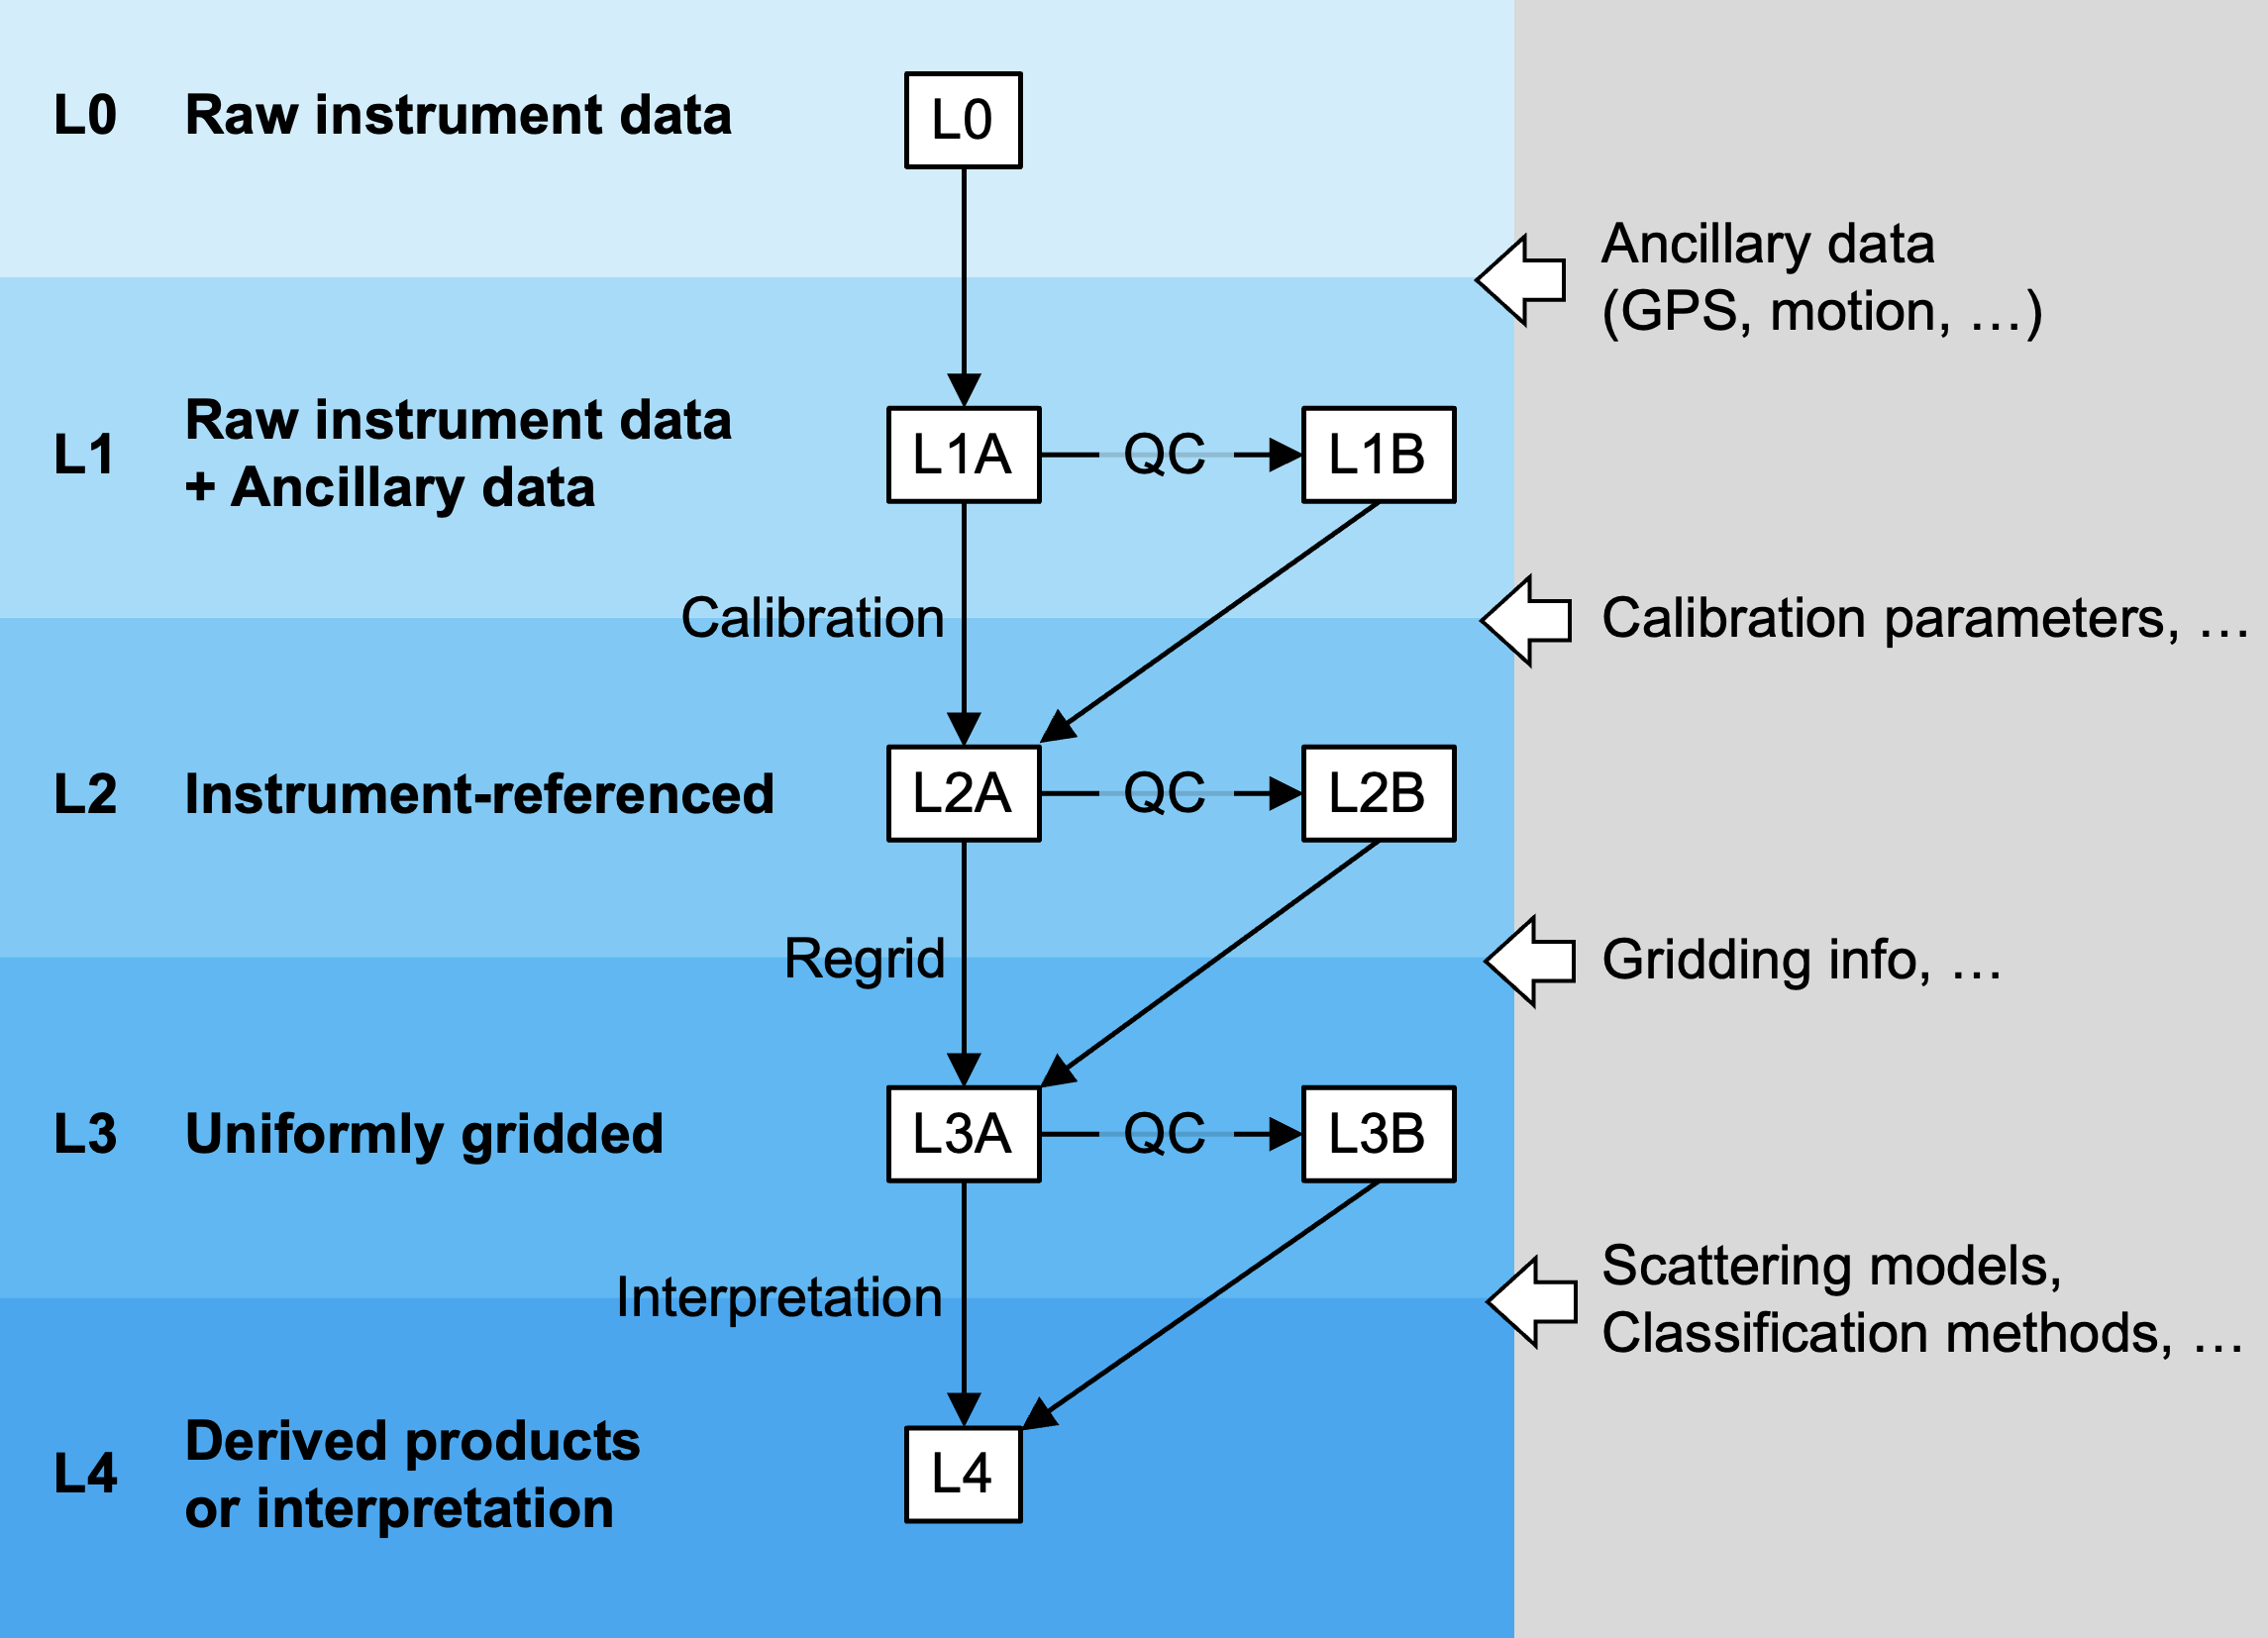 L0 Raw instrument data
L0
Ancillary data
(GPS, motion, …)
L1
Raw instrument data
+ Ancillary data
L1A QC L1B
Calibration
Calibration parameters, …
L2 Instrument-referenced
L2A QC L2B
Regrid
Gridding info, …
L3 Uniformly gridded
L3A QC L3B
Interpretation
Scattering models,
Classification methods, …
L4
Derived products
or interpretation
L4